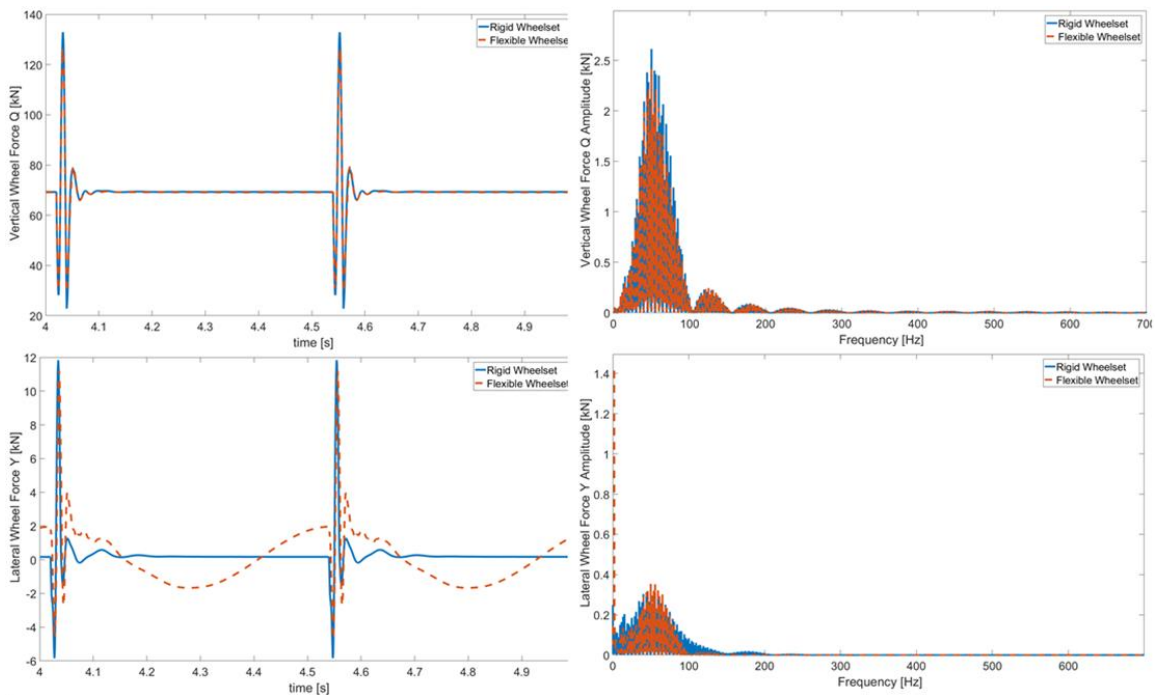 Vertical Wheel Force Q [kN]
140
120
100
80
60
40
20
4 4.1 4.2 4.3 4.4 4.5 4.6 4.7 4.8 4.9
time [s]
Rigid Wheelset
Flexible Wheelset
Vertical Wheel Force Q Amplitude [kN]
2.5
2
1.5
1
0.5
0
0 100 200 300 400 500 600 700
Frequency [Hz]
Rigid Wheelset
Flexible Wheelset
Lateral Wheel Force Y [kN]
12
10
8
6
4
2
0
-2
-4
-6
4 4.1 4.2 4.3 4.4 4.5 4.6 4.7 4.8 4.9
time [s]
Rigid Wheelset
Flexible Wheelset
Lateral Wheel Force Y Amplitude [kN]
1.4
1.2
1
0.8
0.6
0.4
0.2
0
0 100 200 300 400 500 600
Frequency [Hz]
Rigid Wheelset
Flexible Wheelset